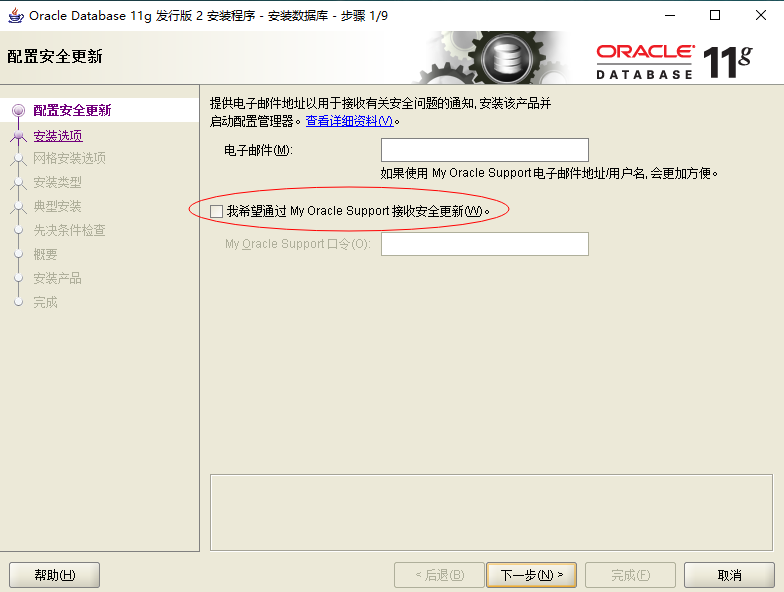 Oracle Database 11g 发行版 2 安装程序 - 安装数据库 - 步骤 1/9
配置安全更新
ORACLE
DATABASE
11g
配置安全更新
安装选项
网格安装选项
安装类型
典型安装
先决条件检查
概要
安装产品
完成
提供电子邮件地址以用于接收有关安全问题的通知, 安装该产品并
启动配置管理器。查看详细资料(V)。
电子邮件(M):
如果使用 My Oracle Support 电子邮件地址/用户名, 会更加方便。
我希望通过 My Oracle Support 接收安全更新(W)。
My Oracle Support 口令(O):
帮助(H)
< 后退(B)
下一步(N) >
完成(F)
取消